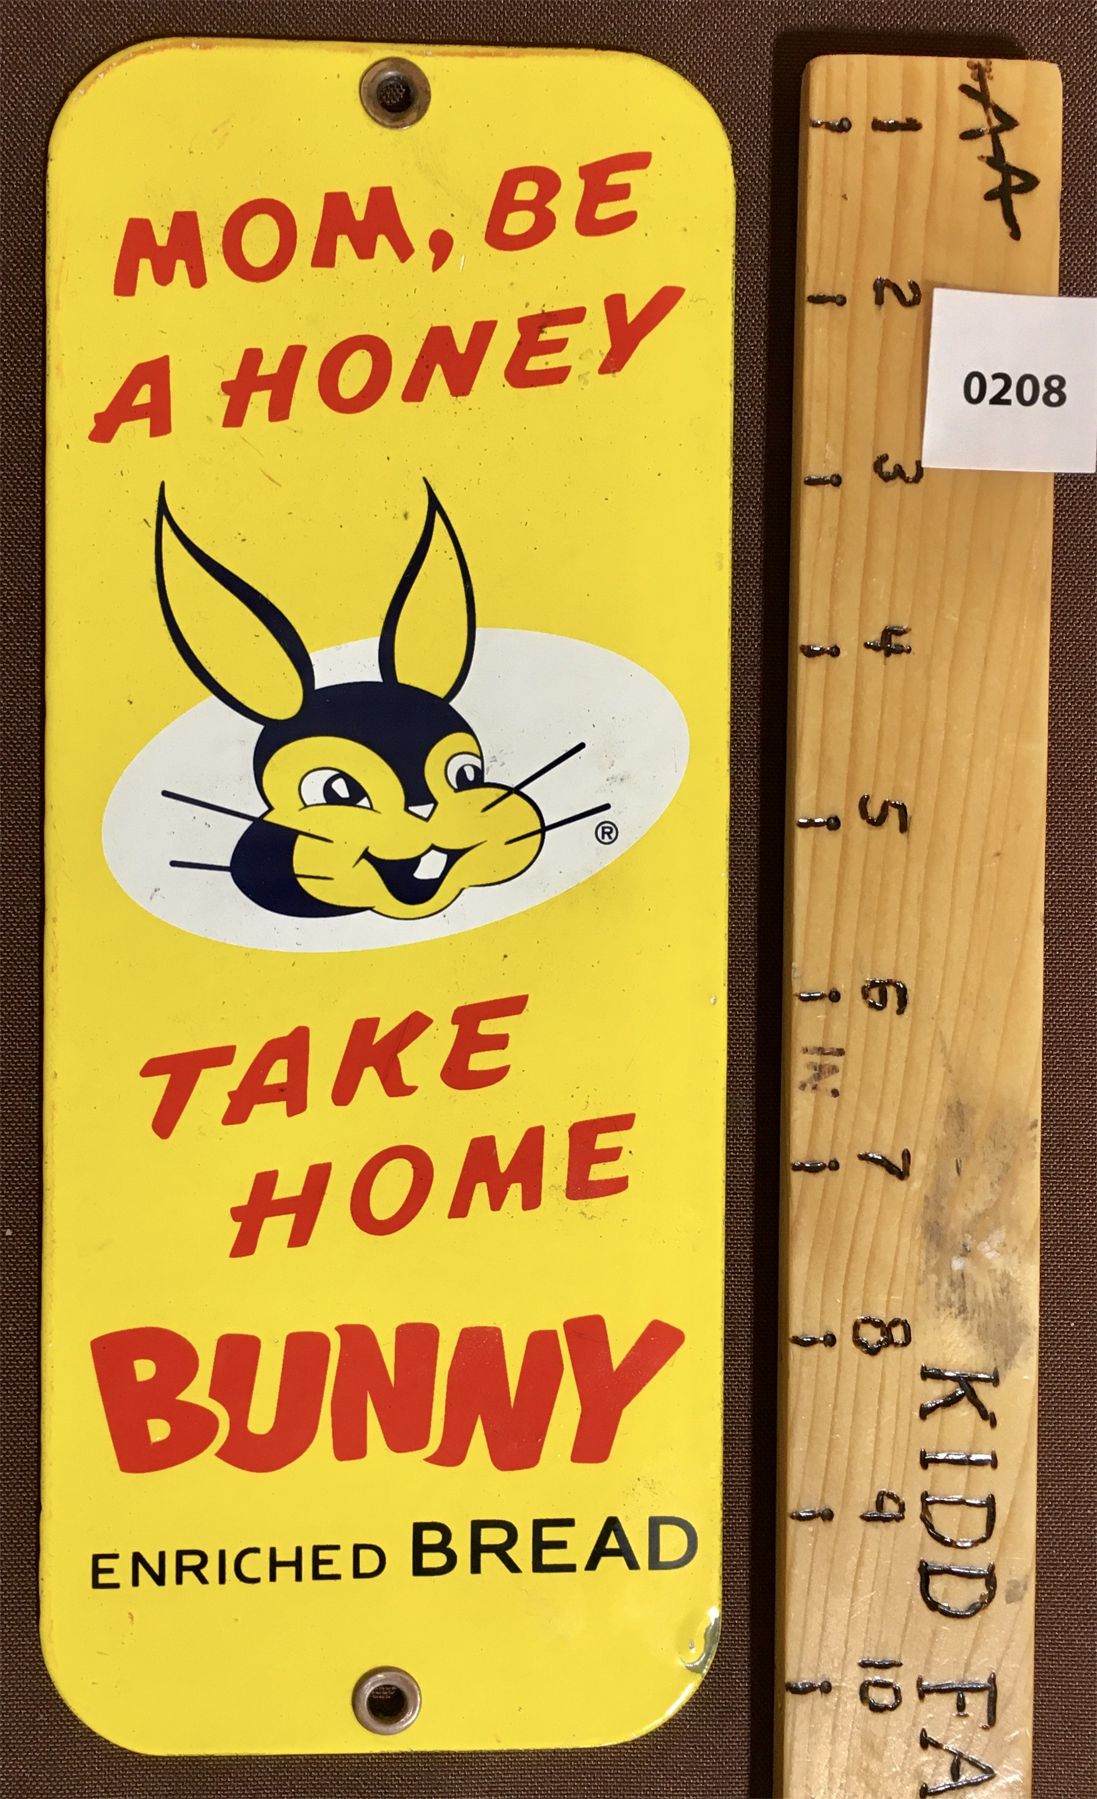 MOM, BE
A HONEY
®
TAKE
HOME
BUNNY
ENRICHED BREAD
AA
1
2
0208
3
4
5
6
IN.
7
8
9
10
KIDD FA